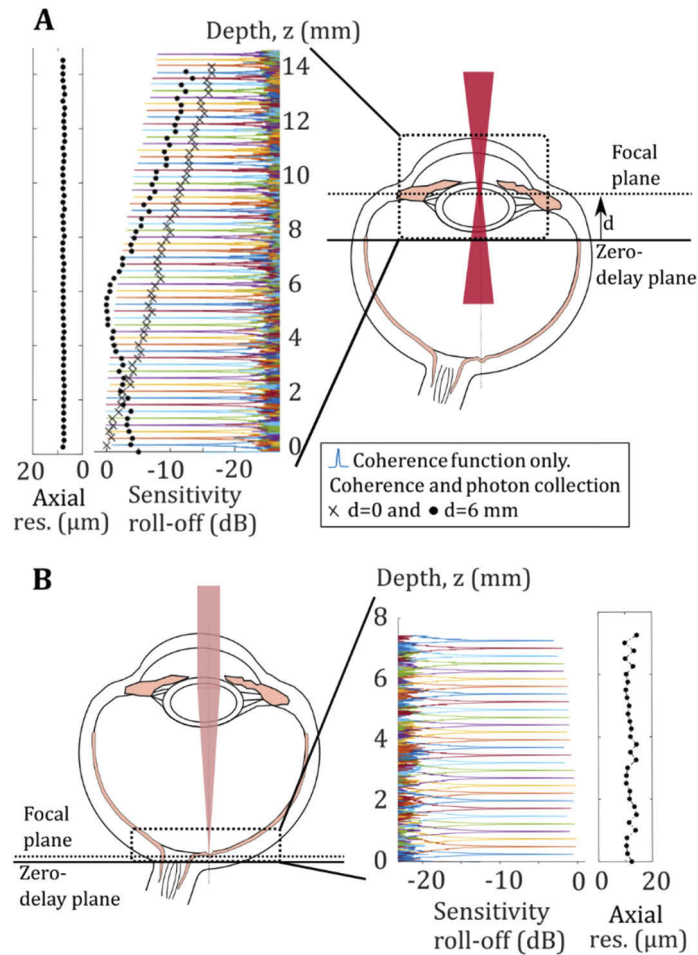 A
Depth, z (mm)
14
12
10
8
6
4
2
0
20
0
0
-10
-20
Axial
res. (μm)
Sensitivity
roll-off (dB)
Focal
plane
d
Zero-
delay plane
Coherence function only.
Coherence and photon collection
× d=0 and • d=6 mm
B
Depth, z (mm)
8
6
4
2
0
-20
-10
0
0
20
Sensitivity
roll-off (dB)
Axial
res. (μm)
Focal
plane
Zero-
delay plane